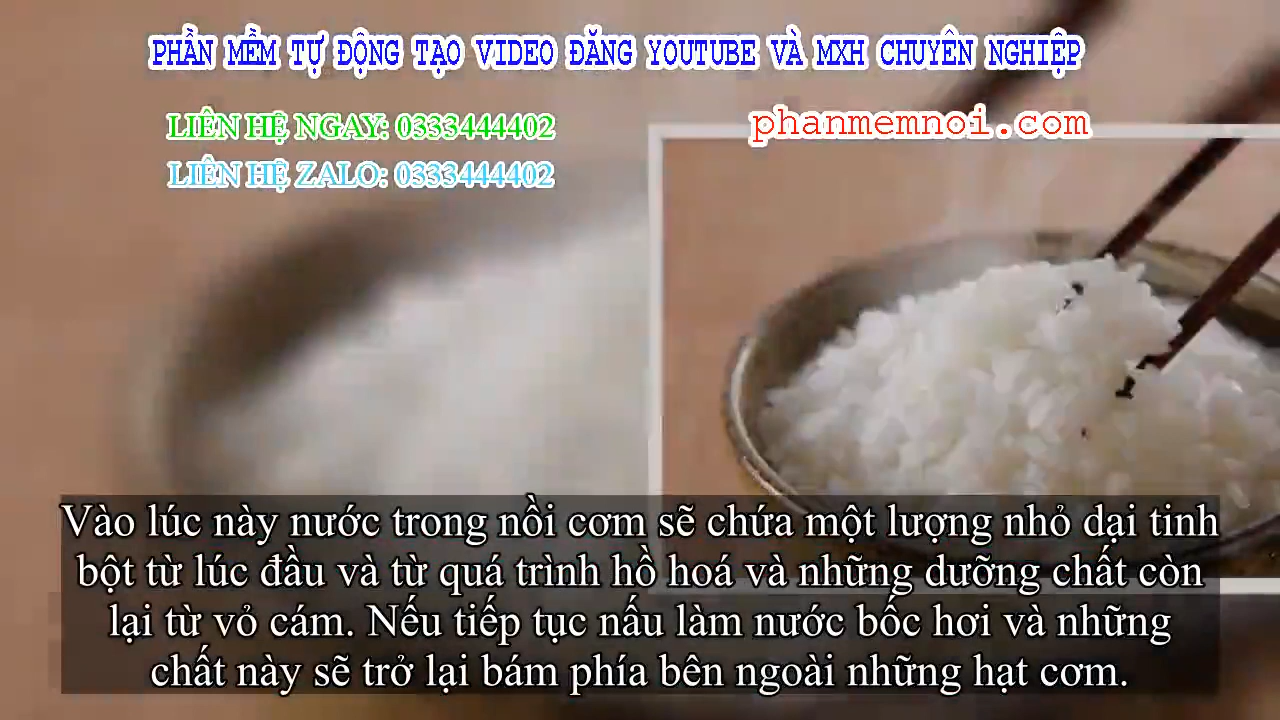 PHẦN MỀM TỰ ĐỘNG TẠO VIDEO ĐĂNG YOUTUBE VÀ MXH CHUYÊN NGHIỆP
LIÊN HỆ NGAY: 0333444402
phanmemnoi.com
LIÊN HỆ ZALO: 0333444402
Vào lúc này nước trong nồi cơm sẽ chứa một lượng nhỏ dại tinh
bột từ lúc đầu và từ quá trình hồ hoá và những dưỡng chất còn
lại từ vỏ cám. Nếu tiếp tục nấu làm nước bốc hơi và những
chất này sẽ trở lại bám phía bên ngoài những hạt cơm.